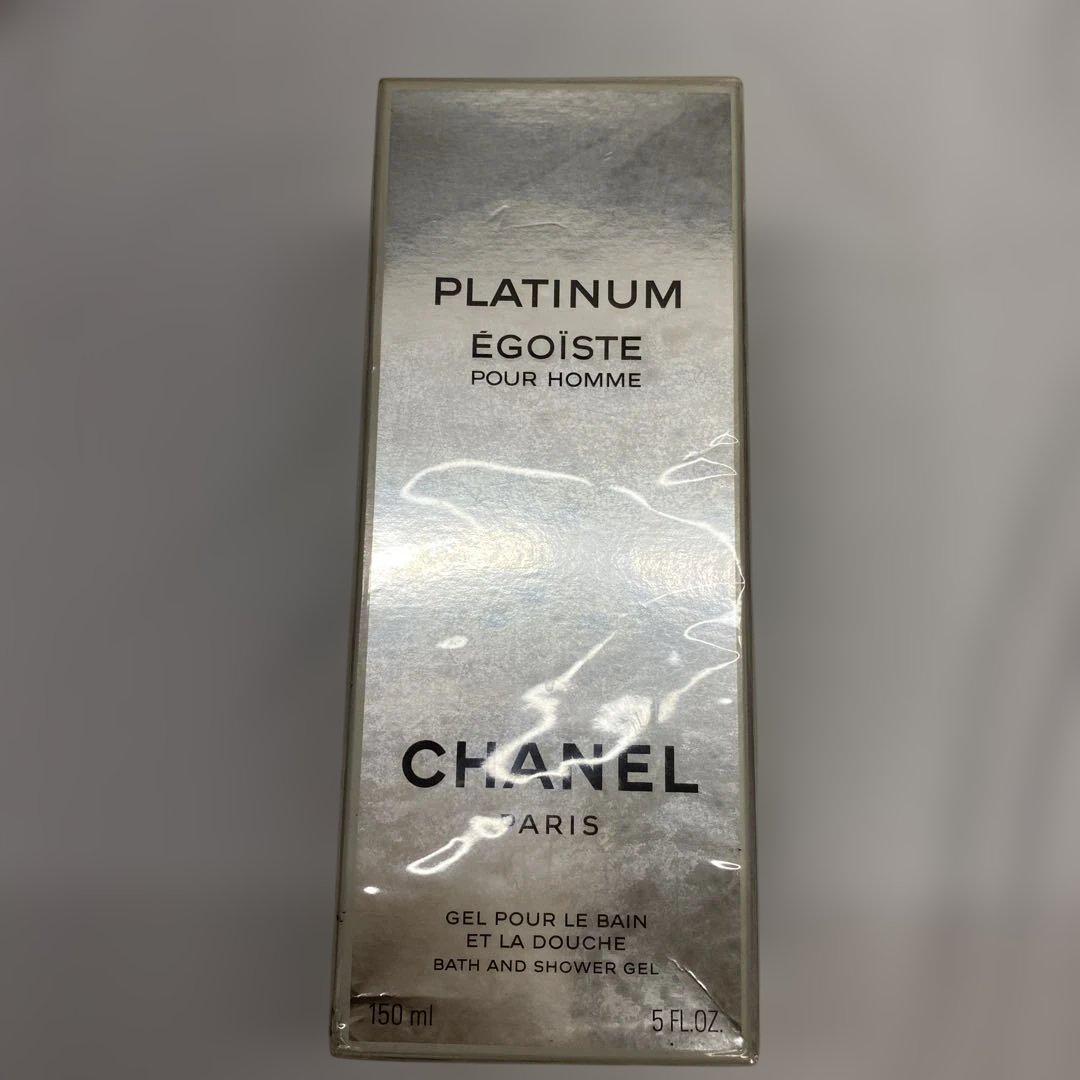 PLATINUM
ÉGOÏSTE
POUR HOMME
CHANEL
PARIS
GEL POUR LE BAIN
ET LA DOUCHE
BATH AND SHOWER GEL
150 ml 5 FL.OZ.